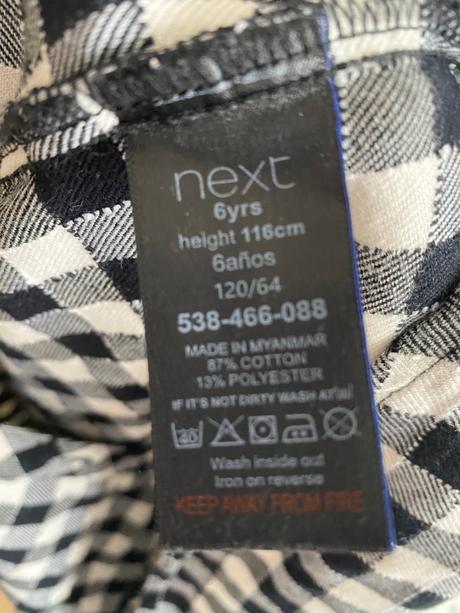 next
6yrs
height 116cm
6años
120/64
538-466-088
MADE IN MYANMAR
87% COTTON
13% POLYESTER
IF IT'S NOT DIRTY WASH AT
40
Wash inside out
Iron on reverse
KEEP AWAY FROM FIRE